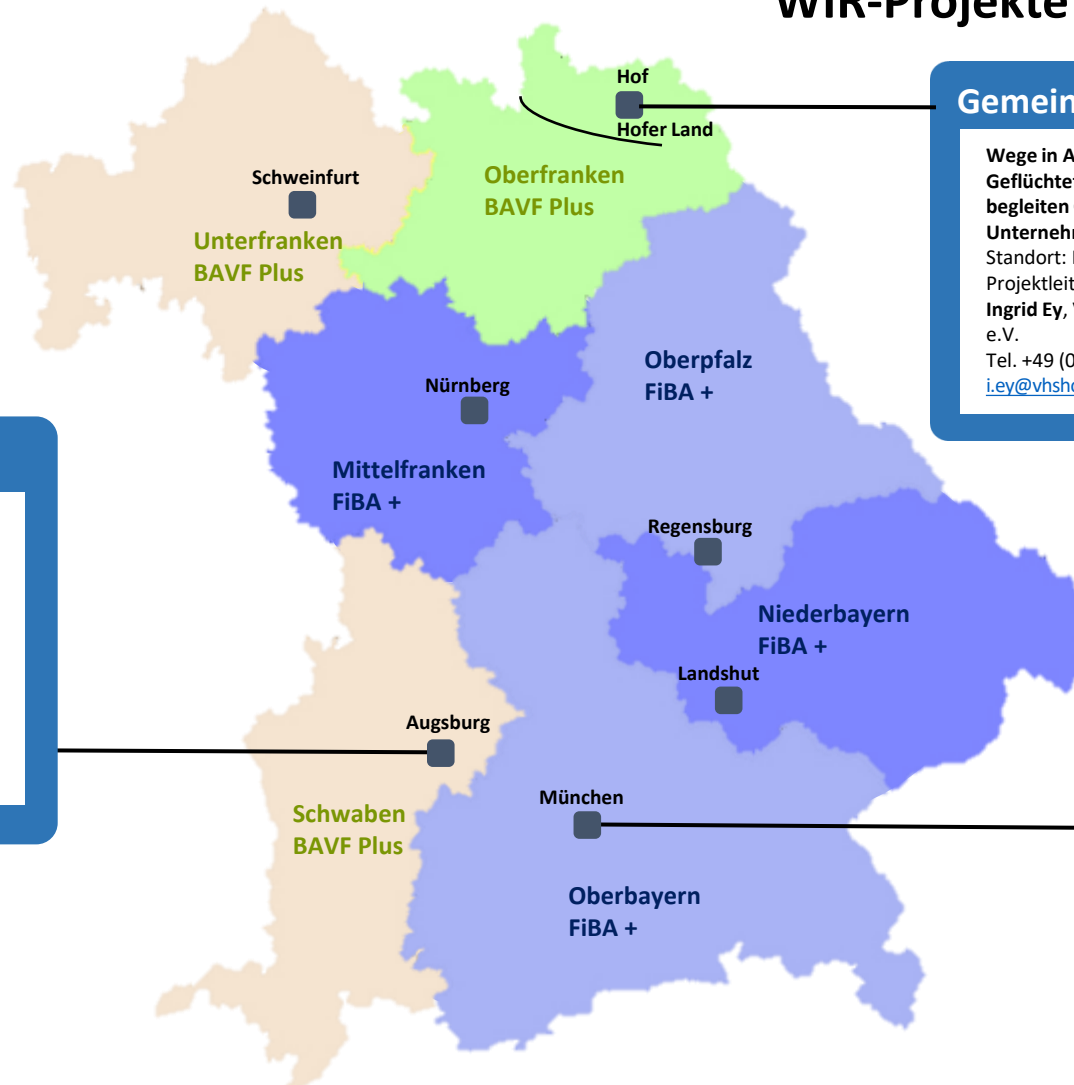 WIR-Projekte
Hof
Hofer Land
Schweinfurt
Oberfranken
BAVF Plus
Unterfranken
BAVF Plus
Gemein
Wege in A
Geflüchtet
begleiten
Unternehm
Standort:
Projektleit
Ingrid Ey,
e.V.
Tel. +49 (0
i.ey@vhsho
Oberpfalz
FiBA +
Nürnberg
Mittelfranken
FiBA +
Regensburg
Niederbayern
FiBA +
Landshut
Augsburg
München
Schwaben
BAVF Plus
Oberbayern
FiBA +